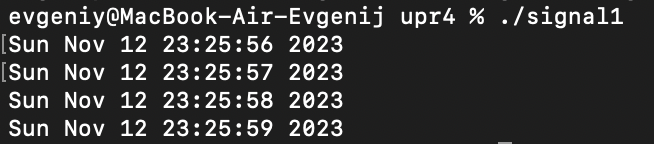 evgeniy@MacBook-Air-Evgenij upr4 % ./signal1
[Sun Nov 12 23:25:56 2023
[Sun Nov 12 23:25:57 2023
Sun Nov 12 23:25:58 2023
Sun Nov 12 23:25:59 2023